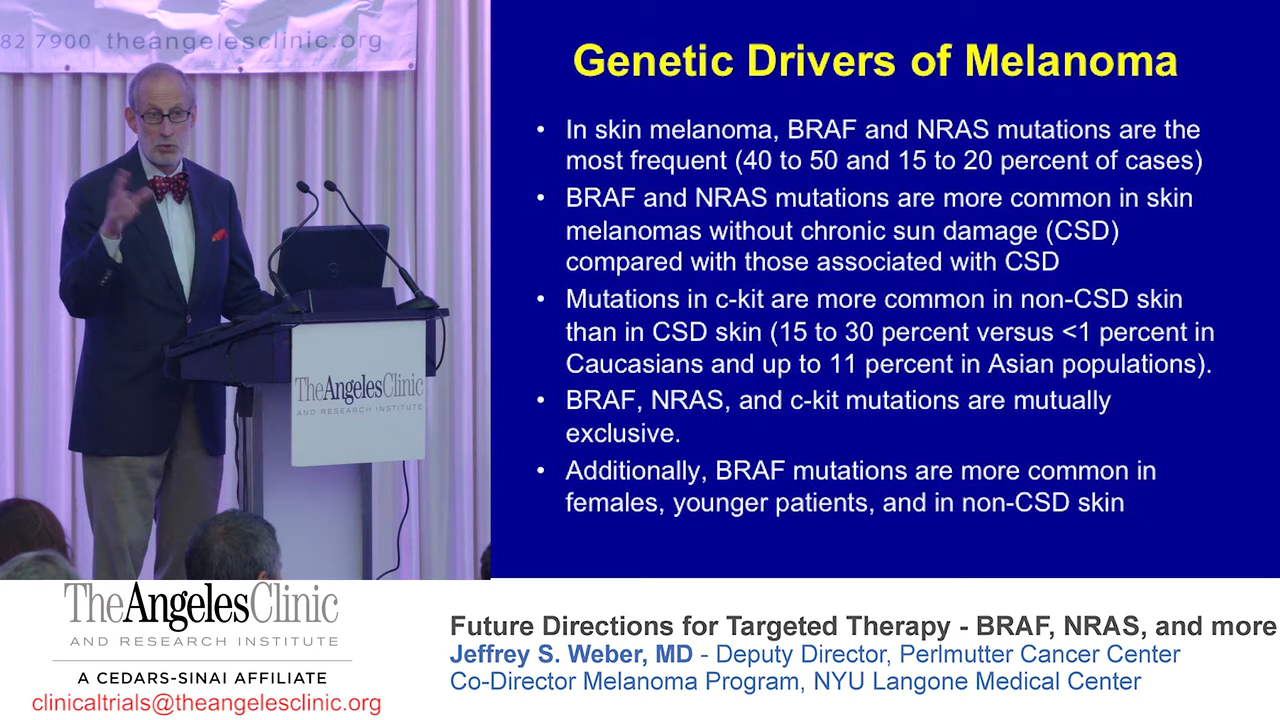 82 7900 theangelesclinic.org
TheAngelesClinic
AND RESEARCH INSTITUTE
Genetic Drivers of Melanoma
• In skin melanoma, BRAF and NRAS mutations are the
most frequent (40 to 50 and 15 to 20 percent of cases)
• BRAF and NRAS mutations are more common in skin
melanomas without chronic sun damage (CSD)
compared with those associated with CSD
• Mutations in c-kit are more common in non-CSD skin
than in CSD skin (15 to 30 percent versus <1 percent in
Caucasians and up to 11 percent in Asian populations).
• BRAF, NRAS, and c-kit mutations are mutually
exclusive.
• Additionally, BRAF mutations are more common in
females, younger patients, and in non-CSD skin
TheAngelesClinic
AND RESEARCH INSTITUTE
A CEDARS-SINAI AFFILIATE
clinicaltrials@theangelesclinic.org
Future Directions for Targeted Therapy - BRAF, NRAS, and more
Jeffrey S. Weber, MD - Deputy Director, Perlmutter Cancer Center
Co-Director Melanoma Program, NYU Langone Medical Center